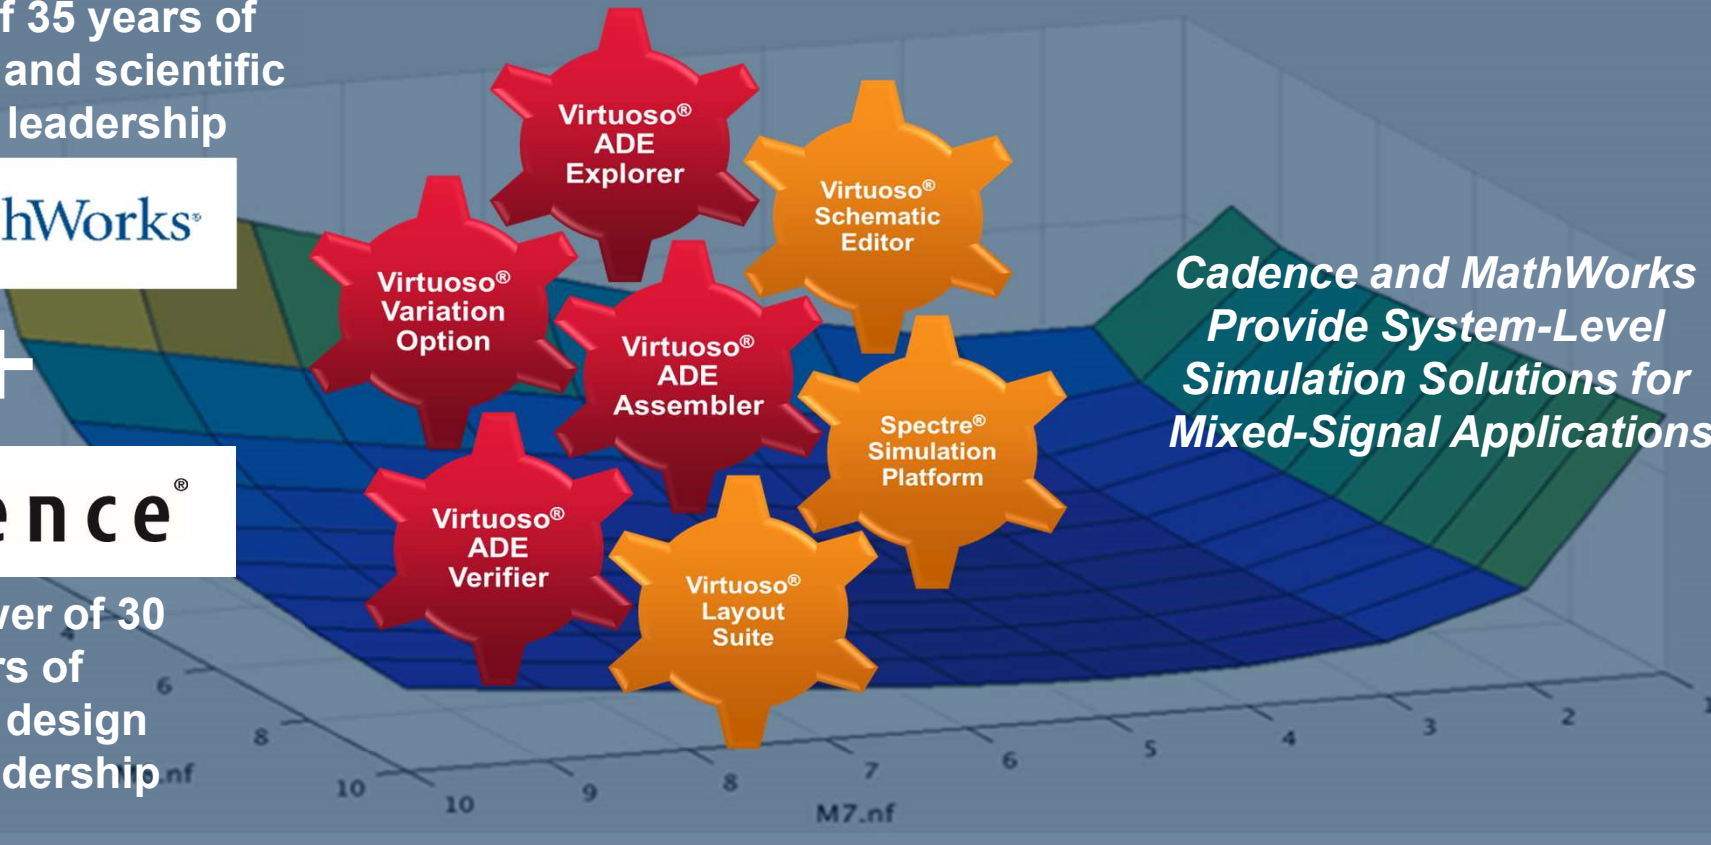 f 35 years of
and scientific
leadership
hWorks®
+
ence®
ver of 30
rs of
design
dership
Virtuoso®
ADE
Explorer
Virtuoso®
Schematic
Editor
Virtuoso®
Variation
Option
Virtuoso®
ADE
Assembler
Spectre®
Simulation
Platform
Virtuoso®
ADE
Verifier
Virtuoso®
Layout
Suite
Cadence and MathWorks
Provide System-Level
Simulation Solutions for
Mixed-Signal Applications
4
6
8
10
.nf
10
9
8
7
6
5
4
3
2
1
M7.nf